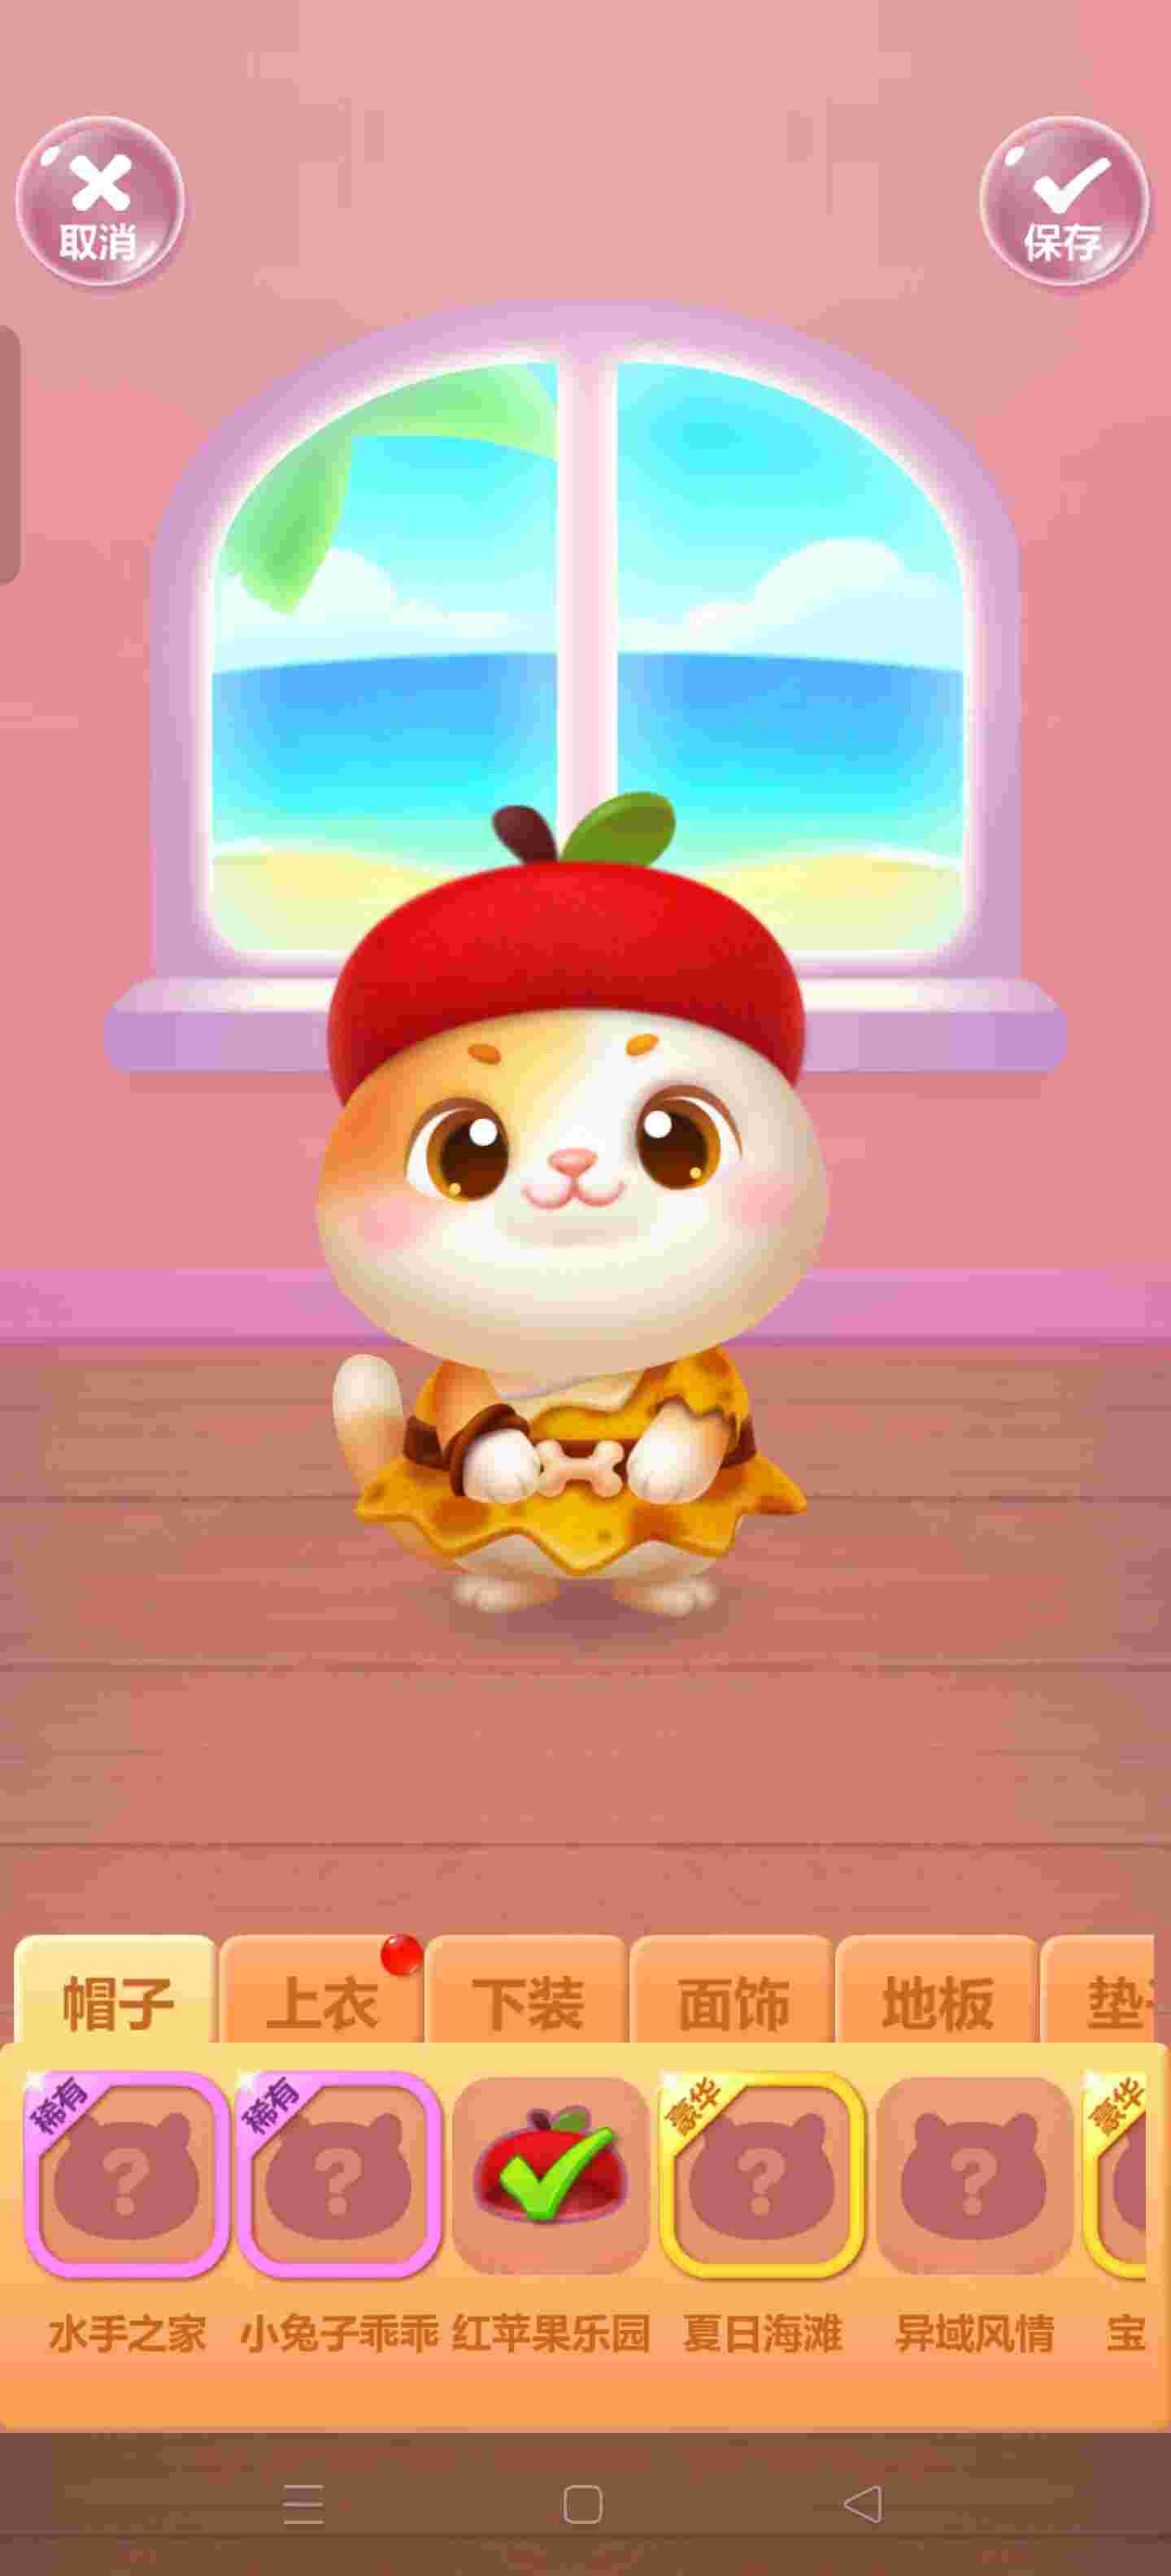 取消
保存
帽子
上衣
下装
面饰
地板
垫
稀有
稀有
豪华
豪华
水手之家
小兔子乖乖
红苹果乐园
夏日海滩
异域风情
宝